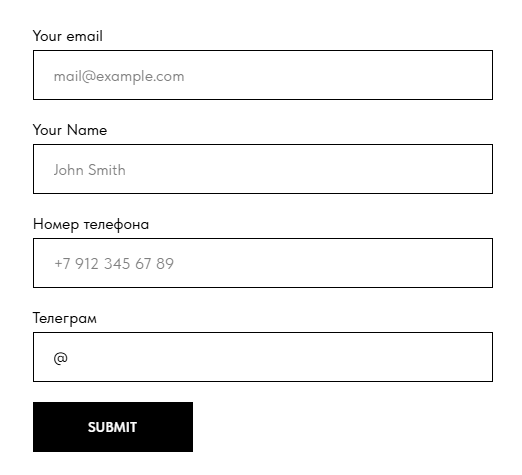 Your email
mail@example.com
Your Name
John Smith
Номер телефона
+7 912 345 67 89
Телеграм
@
SUBMIT